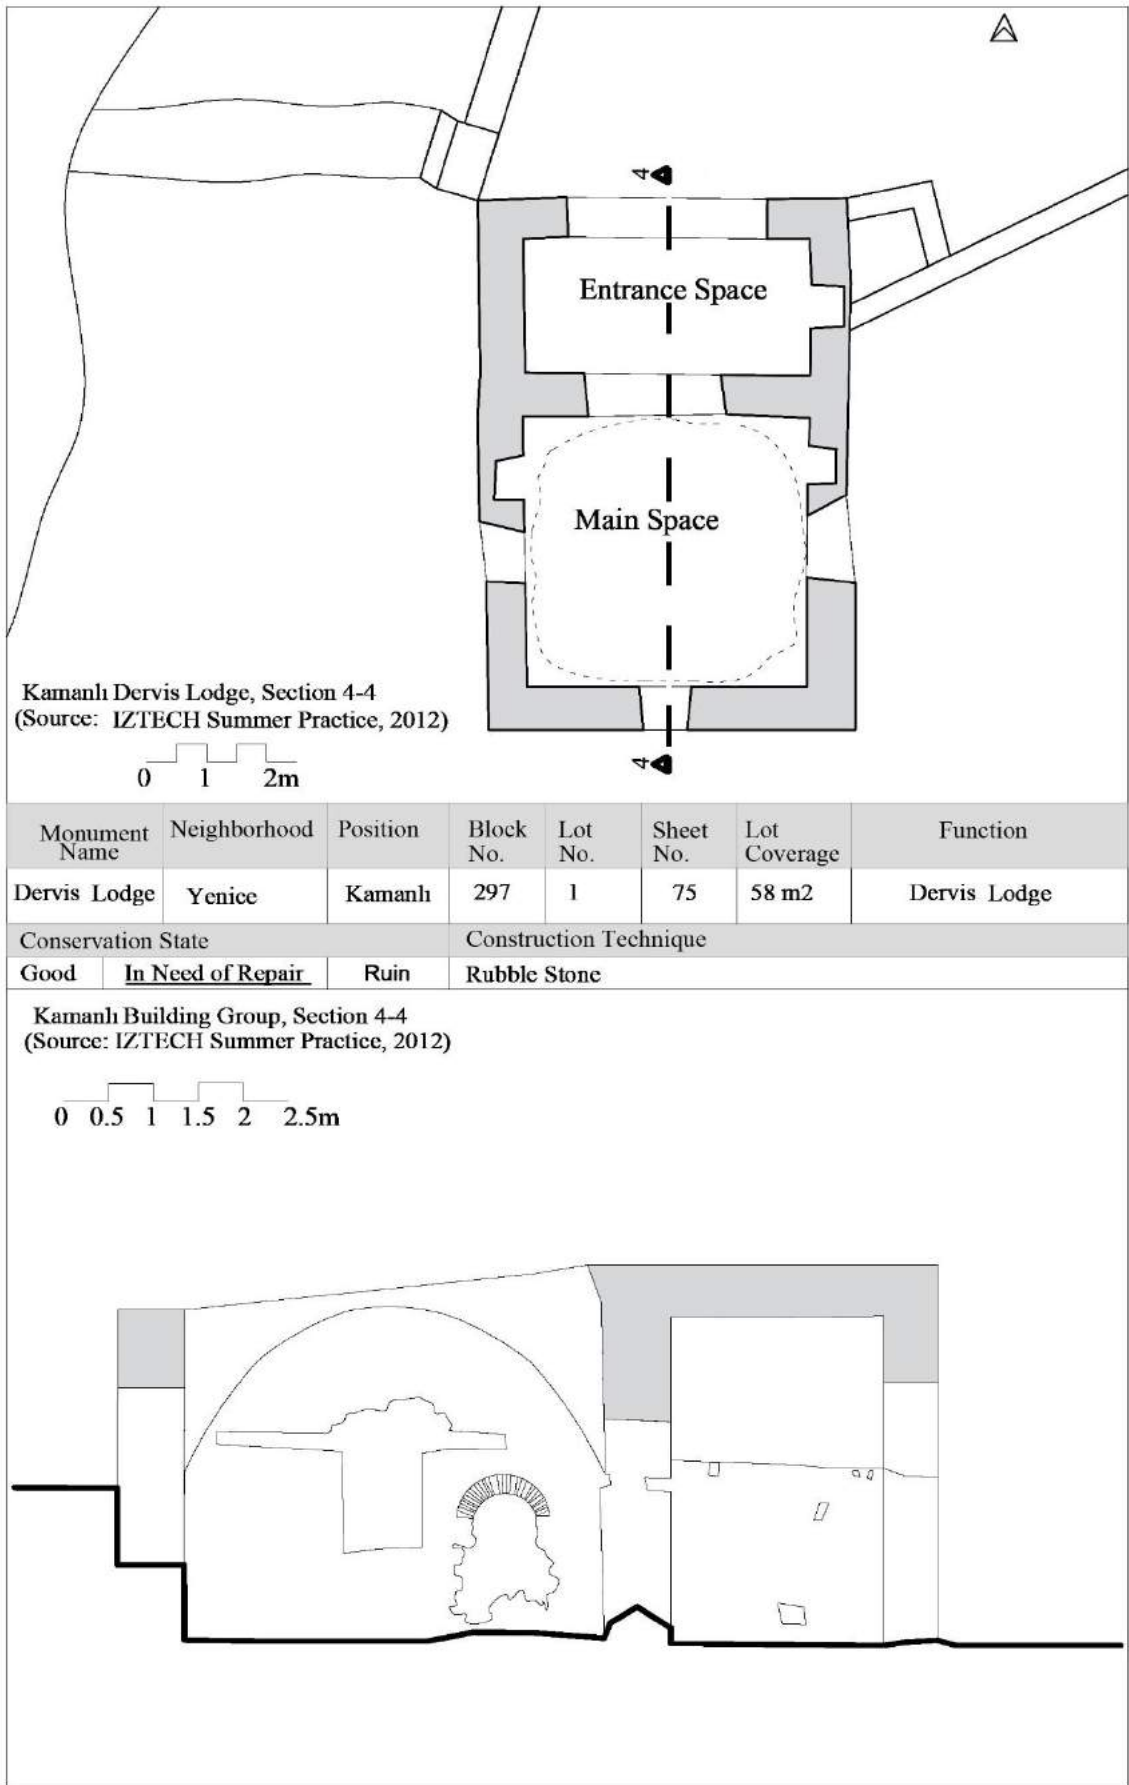 4
Entrance Space
Main Space
Kamanlı Dervis Lodge, Section 4-4
(Source: IZTECH Summer Practice, 2012)
0 1 2m
4
Monument Name Neighborhood Position Block No. Lot No. Sheet No. Lot Coverage Function
Dervis Lodge Yenice Kamanlı 297 1 75 58 m2 Dervis Lodge
Conservation State Construction Technique
Good In Need of Repair Ruin Rubble Stone
Kamanlı Building Group, Section 4-4
(Source: IZTECH Summer Practice, 2012)
0 0.5 1 1.5 2 2.5m